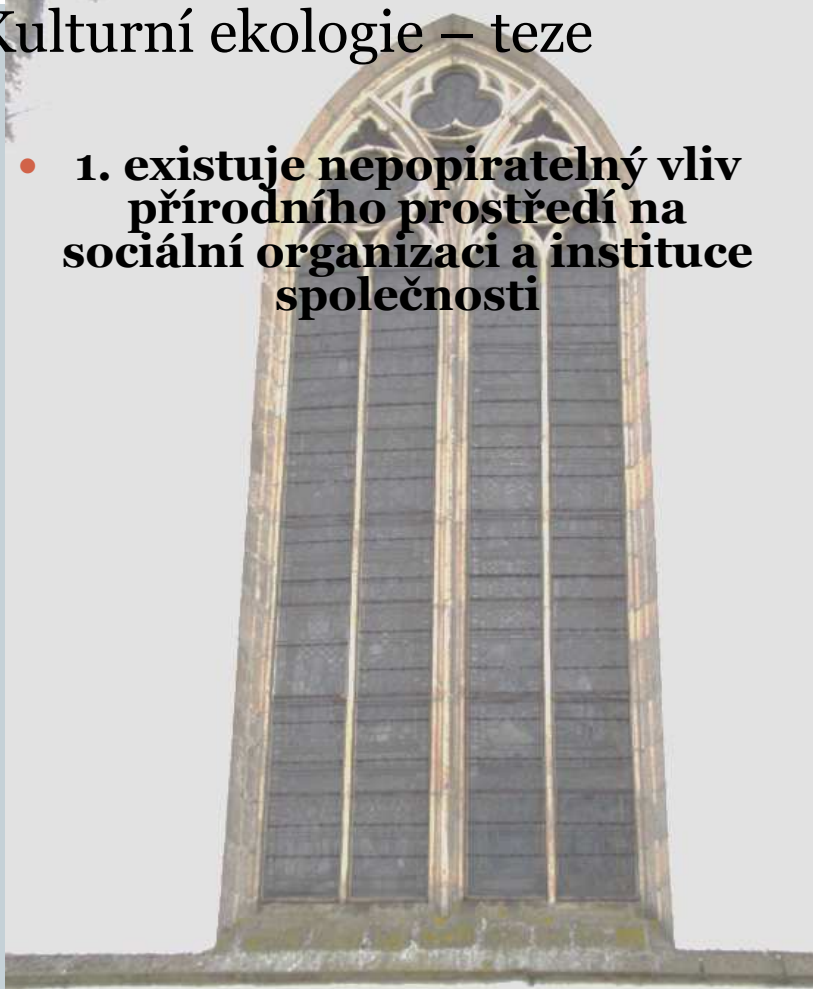 Kulturní ekologie – teze
• 1. existuje nepopiratelný vliv
přírodního prostředí na
sociální organizaci a instituce
společnosti